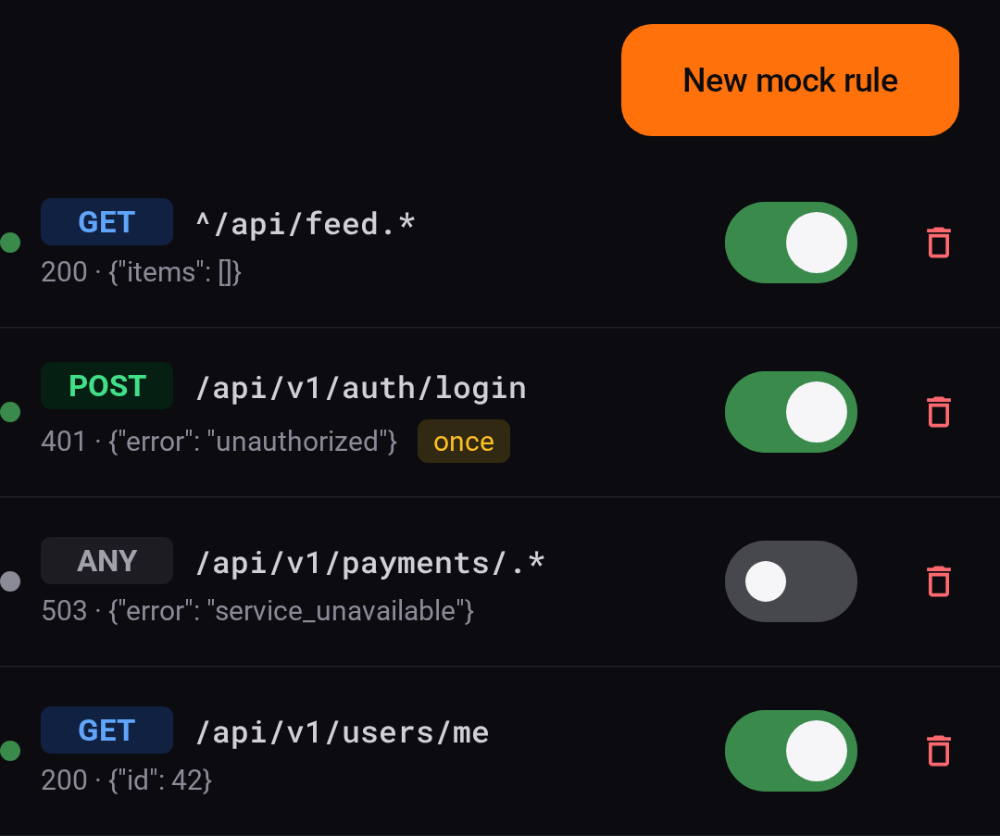 New mock rule
GET ^/api/feed.*
200 · {"items": []}
POST /api/v1/auth/login
401 · {"error": "unauthorized"} once
ANY /api/v1/payments/.*
503 · {"error": "service_unavailable"}
GET /api/v1/users/me
200 · {"id": 42}